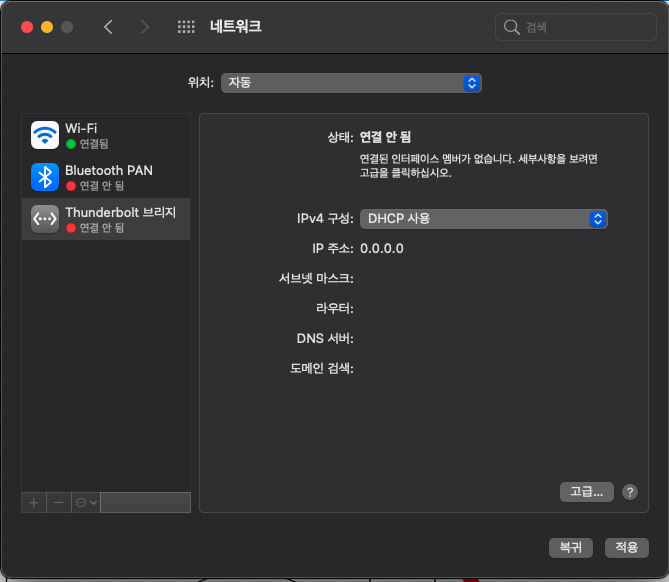 네트워크
검색
위치: 자동
Wi-Fi
연결됨
Bluetooth PAN
연결 안 됨
Thunderbolt 브리지
연결 안 됨
상태: 연결 안 됨
연결된 인터페이스 멤버가 없습니다. 세부사항을 보려면
고급을 클릭하십시오.
IPv4 구성: DHCP 사용
IP 주소: 0.0.0.0
서브넷 마스크:
라우터:
DNS 서버:
도메인 검색:
고급... ?
복귀 적용